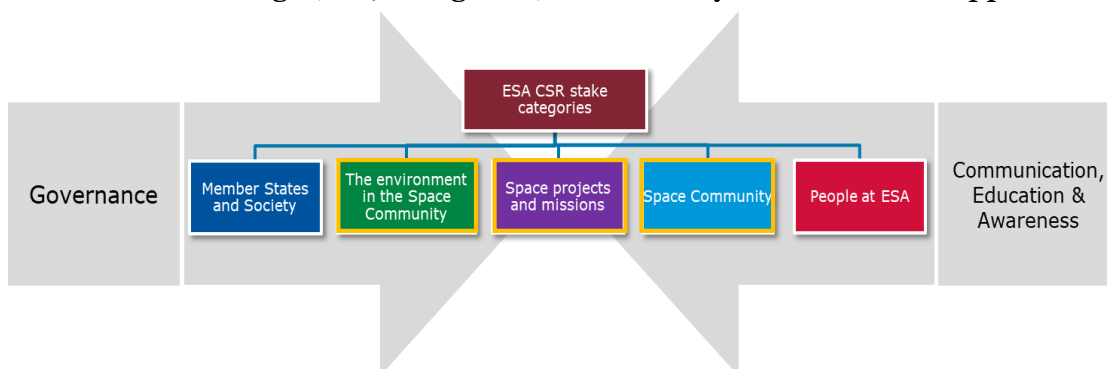 ESA CSR stake
categories
Governance
Member States
and Society
The environment
in the Space
Community
Space projects
and missions
Space Community
People at ESA
Communication,
Education &
Awareness